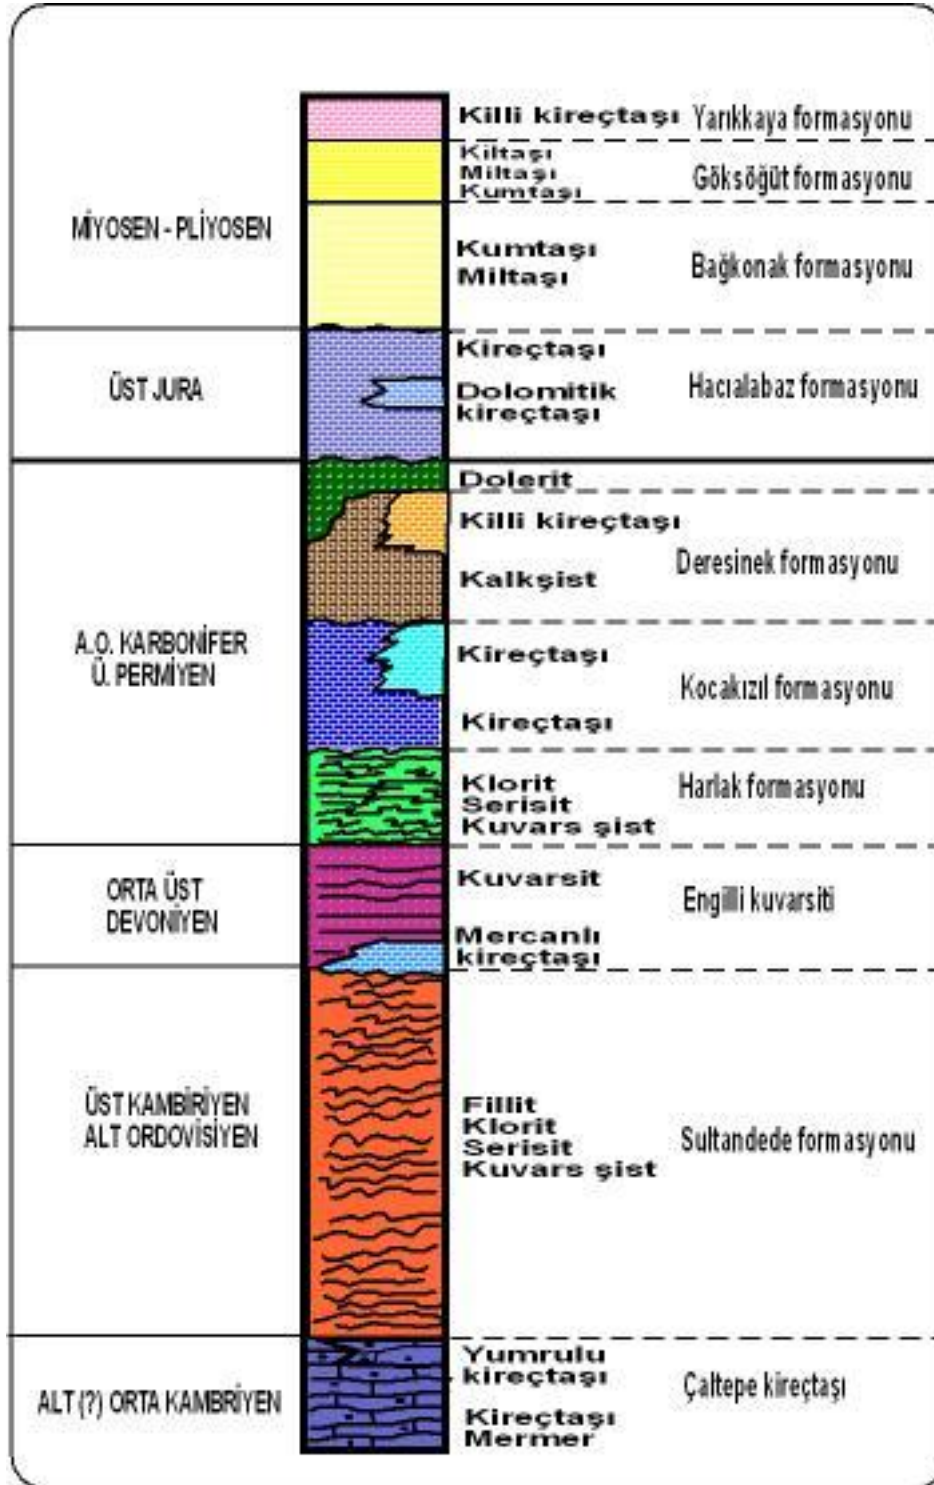 Killi kireçtaşı Yarıkkaya formasyonu
Kiltaşı
Miltaşı
Kumtaşı
Göksöğüt formasyonu
MİYOSEN - PLİYOSEN
Kumtaşı
Miltaşı
Bağkonak formasyonu
ÜST JURA
Kireçtaşı
Dolomitik
kireçtaşı
Hacıalabaz formasyonu
Dolerit
Killi kireçtaşı
Kalkşist
Deresinek formasyonu
A.O. KARBONİFER
Ü. PERMİYEN
Kireçtaşı
Kireçtaşı
Kocakızıl formasyonu
Klorit
Serisit
Kuvars şist
Harlak formasyonu
ORTA ÜST
DEVONİYEN
Kuvarsit
Mercanlı
kireçtaşı
Engilli kuvarsiti
ÜST KAMBİRİYEN
ALT ORDOVİSİYEN
Fillit
Klorit
Serisit
Kuvars şist
Sultandede formasyonu
ALT (?) ORTA KAMBRİYEN
Yumrulu
kireçtaşı
Kireçtaşı
Mermer
Çaltepe kireçtaşı